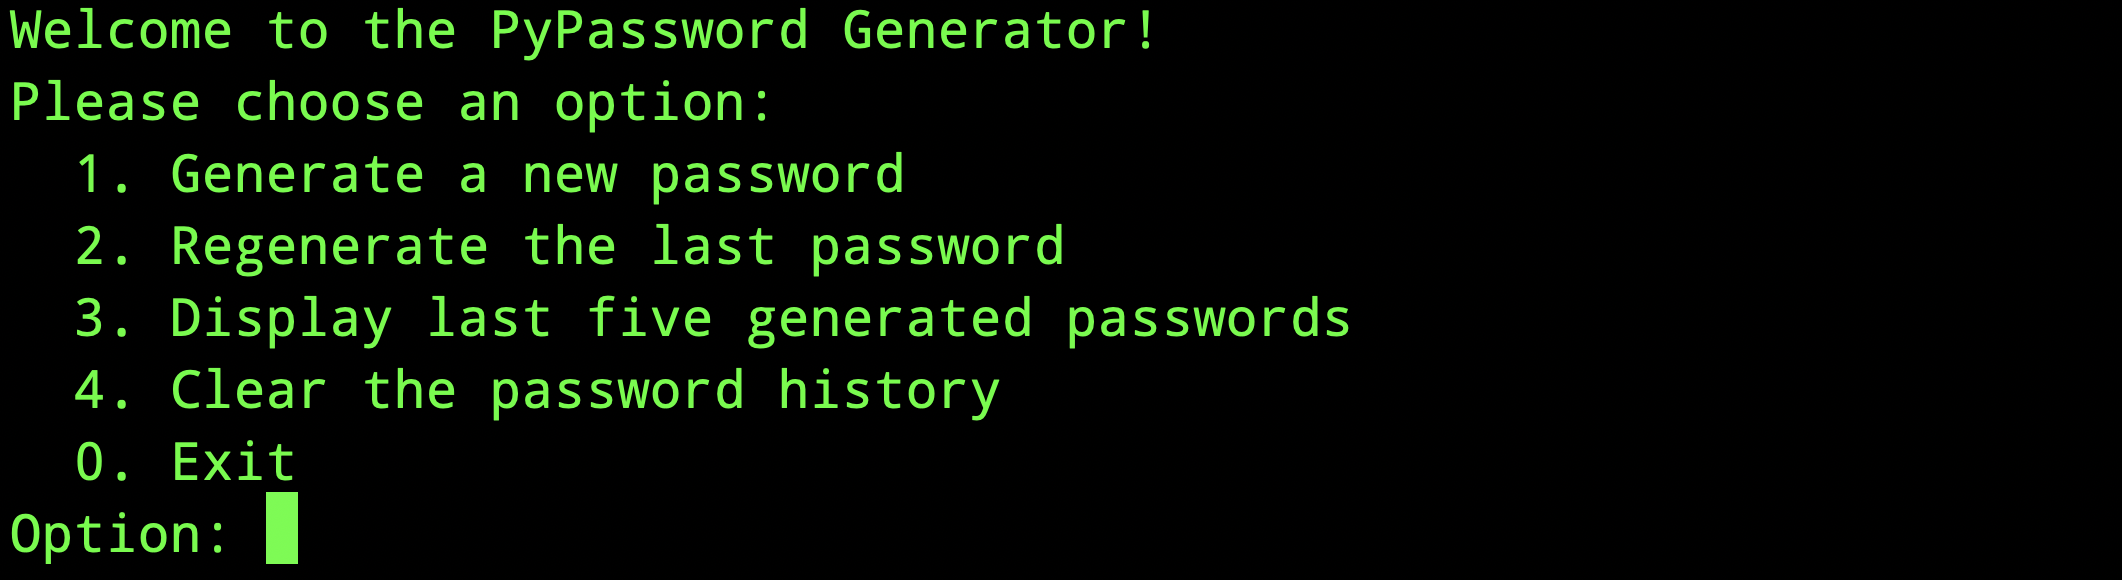 Welcome to the PyPassword Generator!
Please choose an option:
  1. Generate a new password
  2. Regenerate the last password
  3. Display last five generated passwords
  4. Clear the password history
  0. Exit
Option: